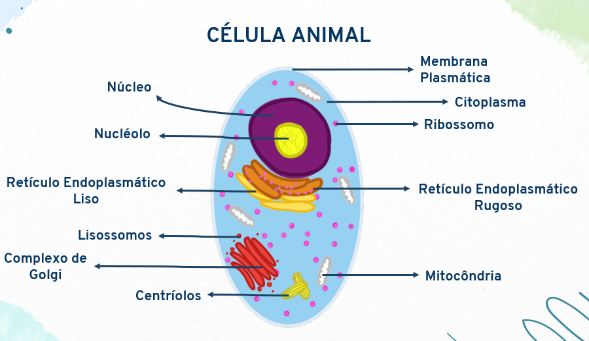 CÉLULA ANIMAL
Núcleo
Nucléolo
Retículo Endoplasmático
Liso
Lisossomos
Complexo de
Golgi
Centríolos
Membrana
Plasmática
Citoplasma
Ribossomo
Retículo Endoplasmático
Rugoso
Mitocôndria